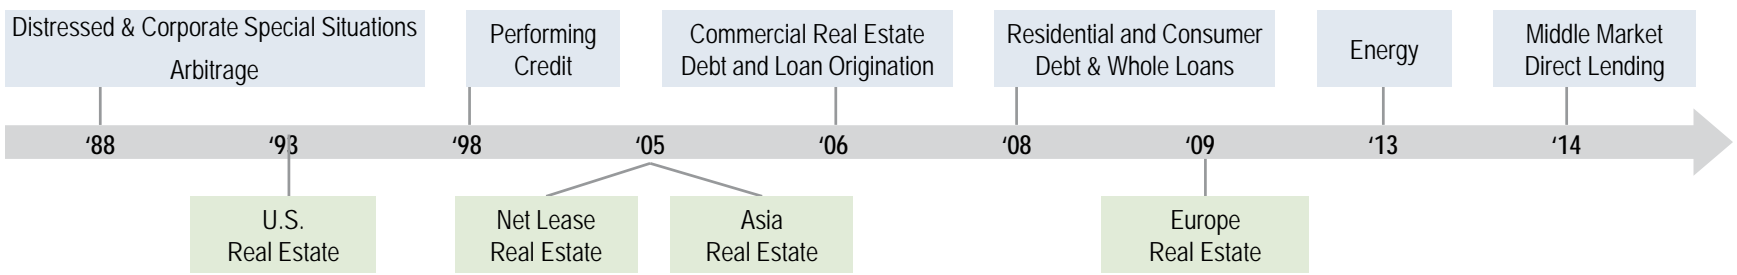 Distressed & Corporate Special Situations
Arbitrage
Performing
Credit
Commercial Real Estate
Debt and Loan Origination
Residential and Consumer
Debt & Whole Loans
Energy
Middle Market
Direct Lending
‘88
‘93
‘98
‘05
‘06
‘08
‘09
‘13
‘14
U.S.
Real Estate
Net Lease
Real Estate
Asia
Real Estate
Europe
Real Estate